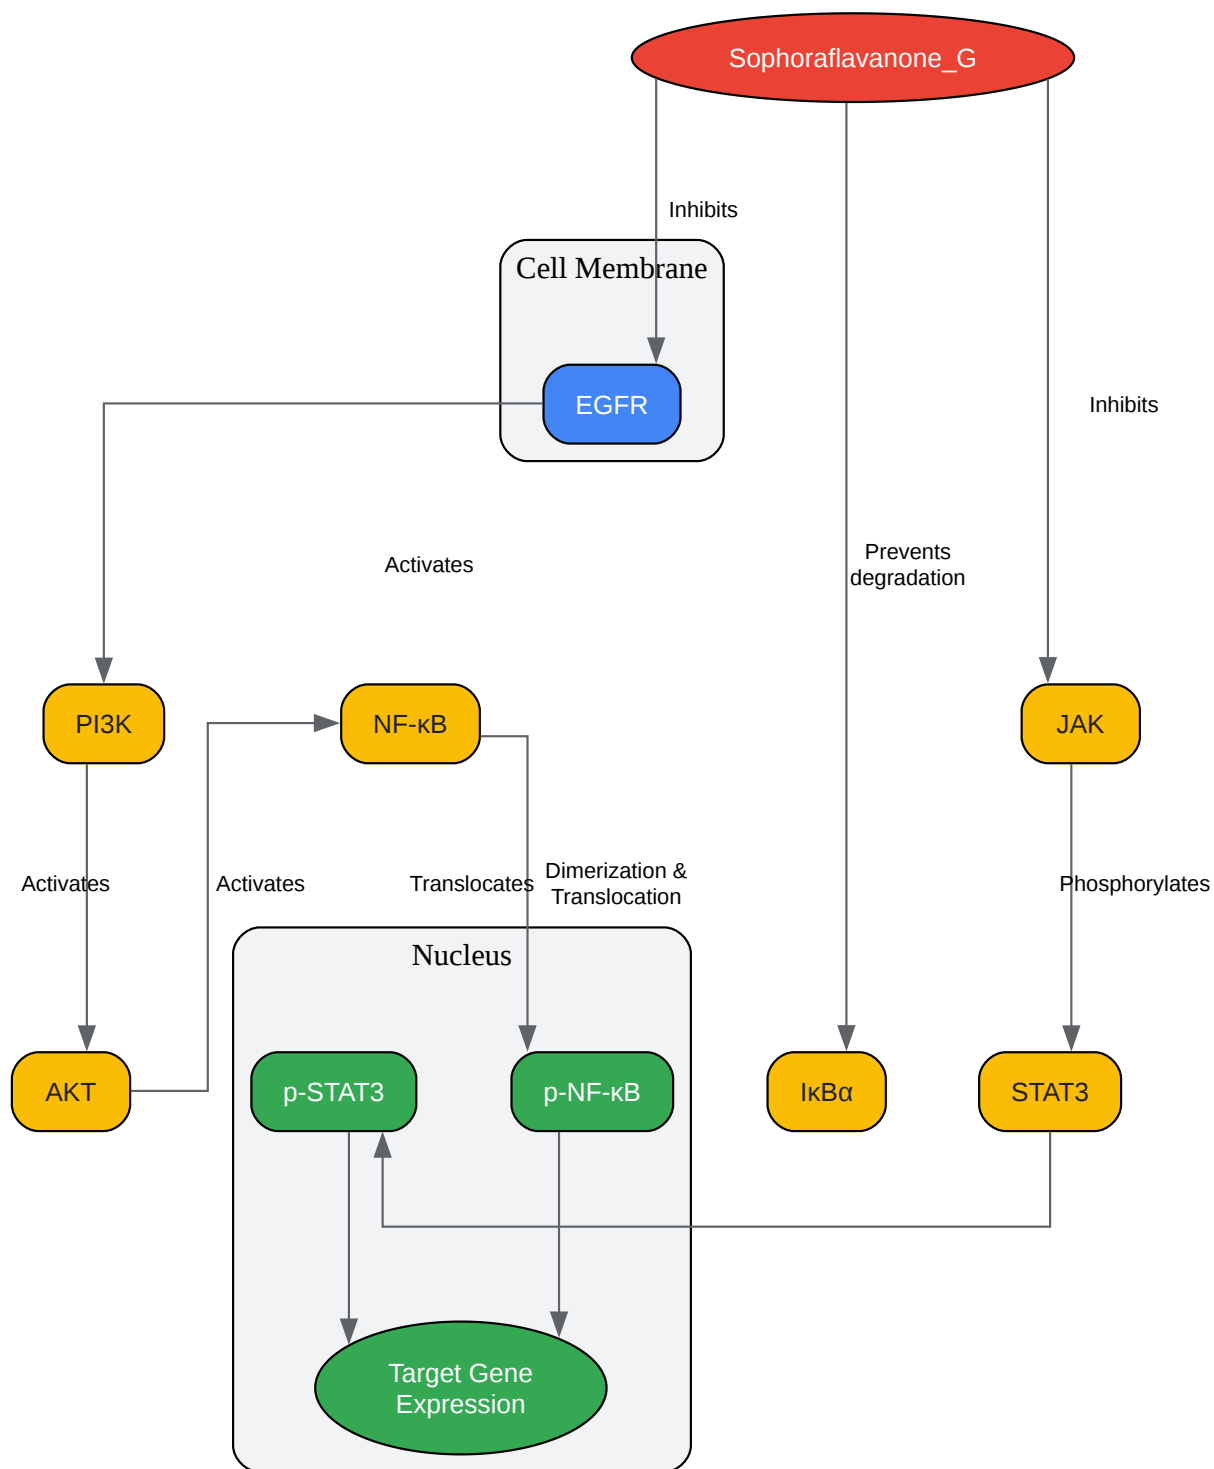 Sophoraflavanone_G
Inhibits
Cell Membrane
EGFR
Inhibits
Prevents
degradation
Activates
PI3K
NF-κB
JAK
Activates
Activates
Translocates
Dimerization &
Translocation
Phosphorylates
Nucleus
AKT
p-STAT3
p-NF-κB
IκBα
STAT3
Target Gene
Expression